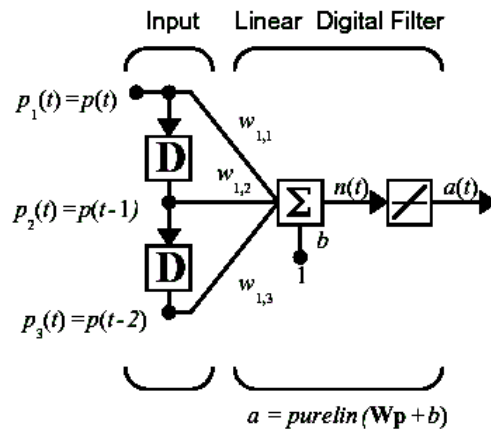 Input Linear Digital Filter
p₁(t) = p(t)
w₁,₁
D
w₁,₂
n(t) a(t)
p₂(t) = p(t-1)
Σ
b
D
1
w₁,₃
p₃(t) = p(t-2)
a = purelin (Wp + b)